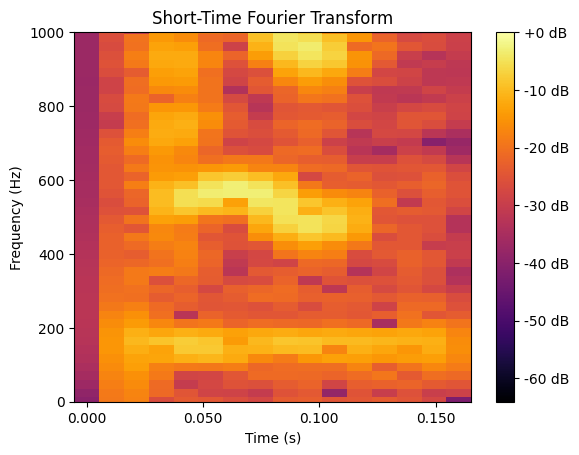 Short-Time Fourier Transform
1000
800
600
400
200
0
Frequency (Hz)
0.000
0.050
0.100
0.150
Time (s)
+0 dB
-10 dB
-20 dB
-30 dB
-40 dB
-50 dB
-60 dB